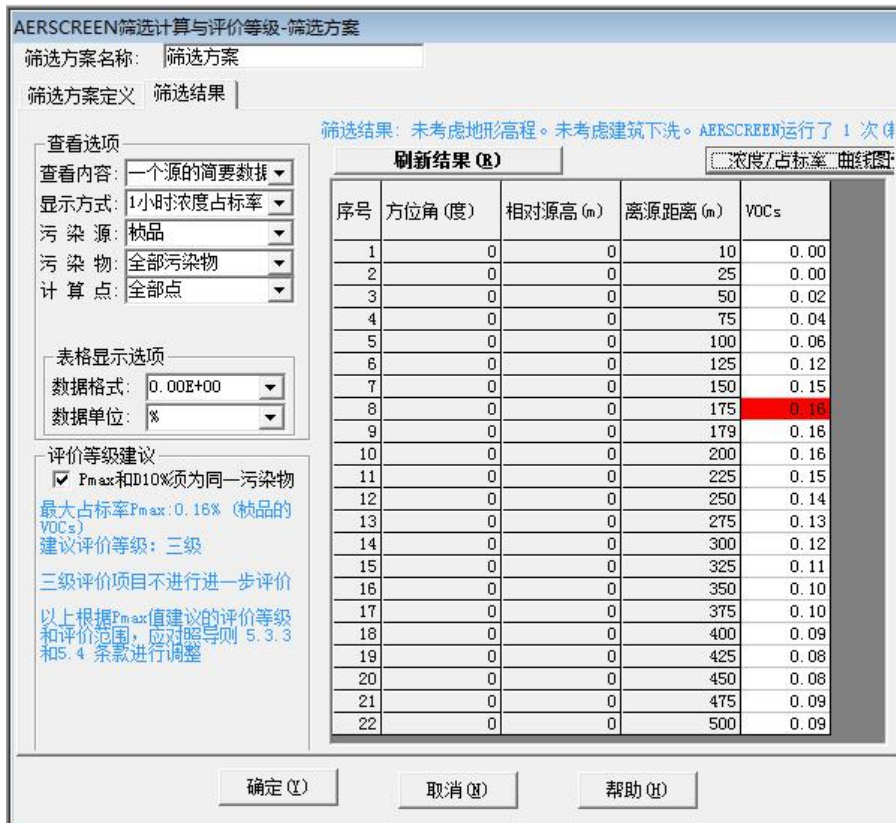 AERSCREEN筛选计算与评价等级-筛选方案
筛选方案名称: 筛选方案
筛选方案定义 筛选结果
查看选项
查看内容: 一个源的简要数据
显示方式: 1小时浓度占标率
污 染 源: 桢品
污 染 物: 全部污染物
计 算 点: 全部点
表格显示选项
数据格式: 0.00E+00
数据单位: %
评价等级建议
Pmax和D10%须为同一污染物
最大占标率Pmax:0.16% (桢品的
VOCs)
建议评价等级: 三级
三级评价项目不进行进一步评价
以上根据Pmax值建议的评价等级
和评价范围，应对照导则 5.3.3
和5.4 条款进行调整
筛选结果: 未考虑地形高程。未考虑建筑下洗。AERSCREEN运行了 1 次
刷新结果(R) 浓度/占标率 曲线图
序号 方位角(度) 相对源高(m) 离源距离(m) VOCs
1 0 0 10 0.00
2 0 0 25 0.00
3 0 0 50 0.02
4 0 0 75 0.04
5 0 0 100 0.06
6 0 0 125 0.12
7 0 0 150 0.15
8 0 0 175 0.16
9 0 0 179 0.16
10 0 0 200 0.16
11 0 0 225 0.15
12 0 0 250 0.14
13 0 0 275 0.13
14 0 0 300 0.12
15 0 0 325 0.11
16 0 0 350 0.10
17 0 0 375 0.10
18 0 0 400 0.09
19 0 0 425 0.08
20 0 0 450 0.08
21 0 0 475 0.09
22 0 0 500 0.09
确定(Y) 取消(N) 帮助(H)